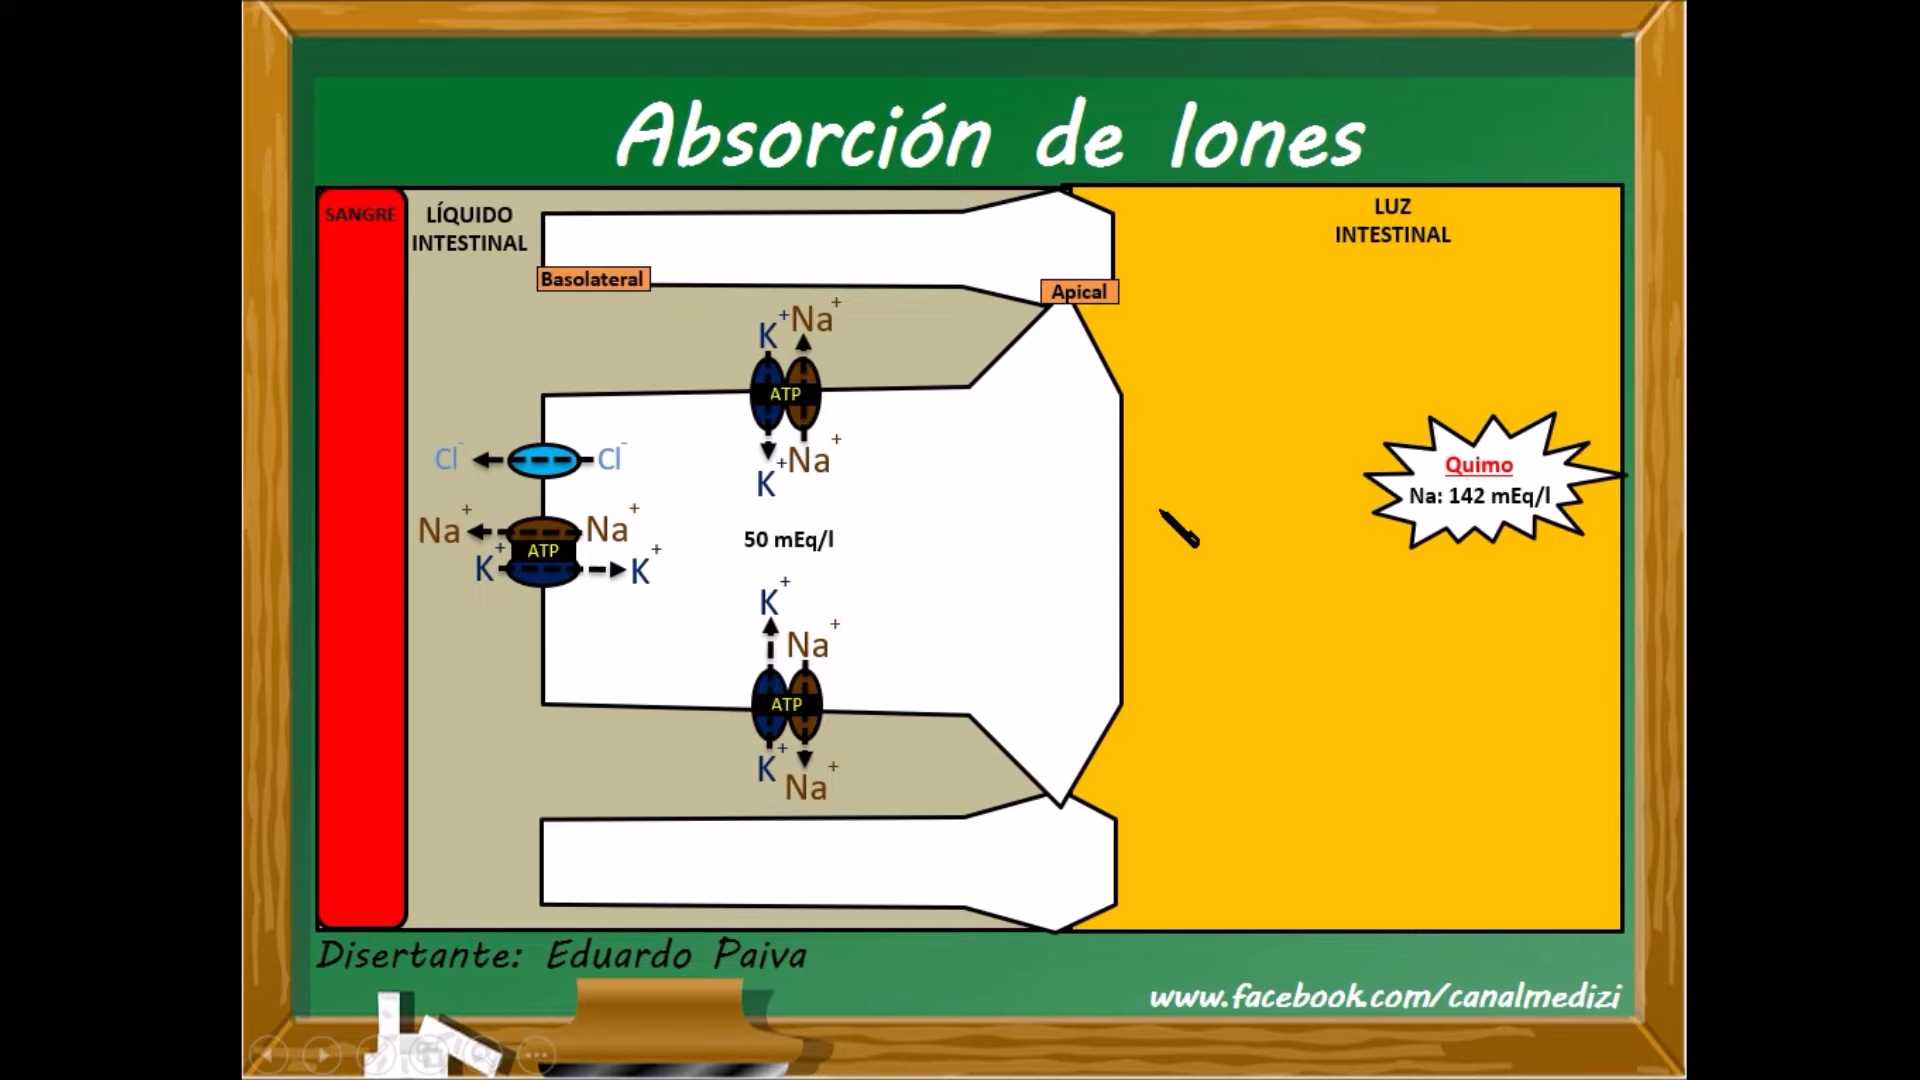 Absorción de Iones
SANGRE
LÍQUIDO
INTESTINAL
LUZ
INTESTINAL
Basolateral
Apical
K+ Na+
ATP
K+ Na+
Cl- Cl-
Na+ Na+
ATP
K+ K+
50 mEq/l
K+
Na+
ATP
K+
Na+
Quimo
Na: 142 mEq/l
Disertante: Eduardo Paiva
www.facebook.com/canalmedizi